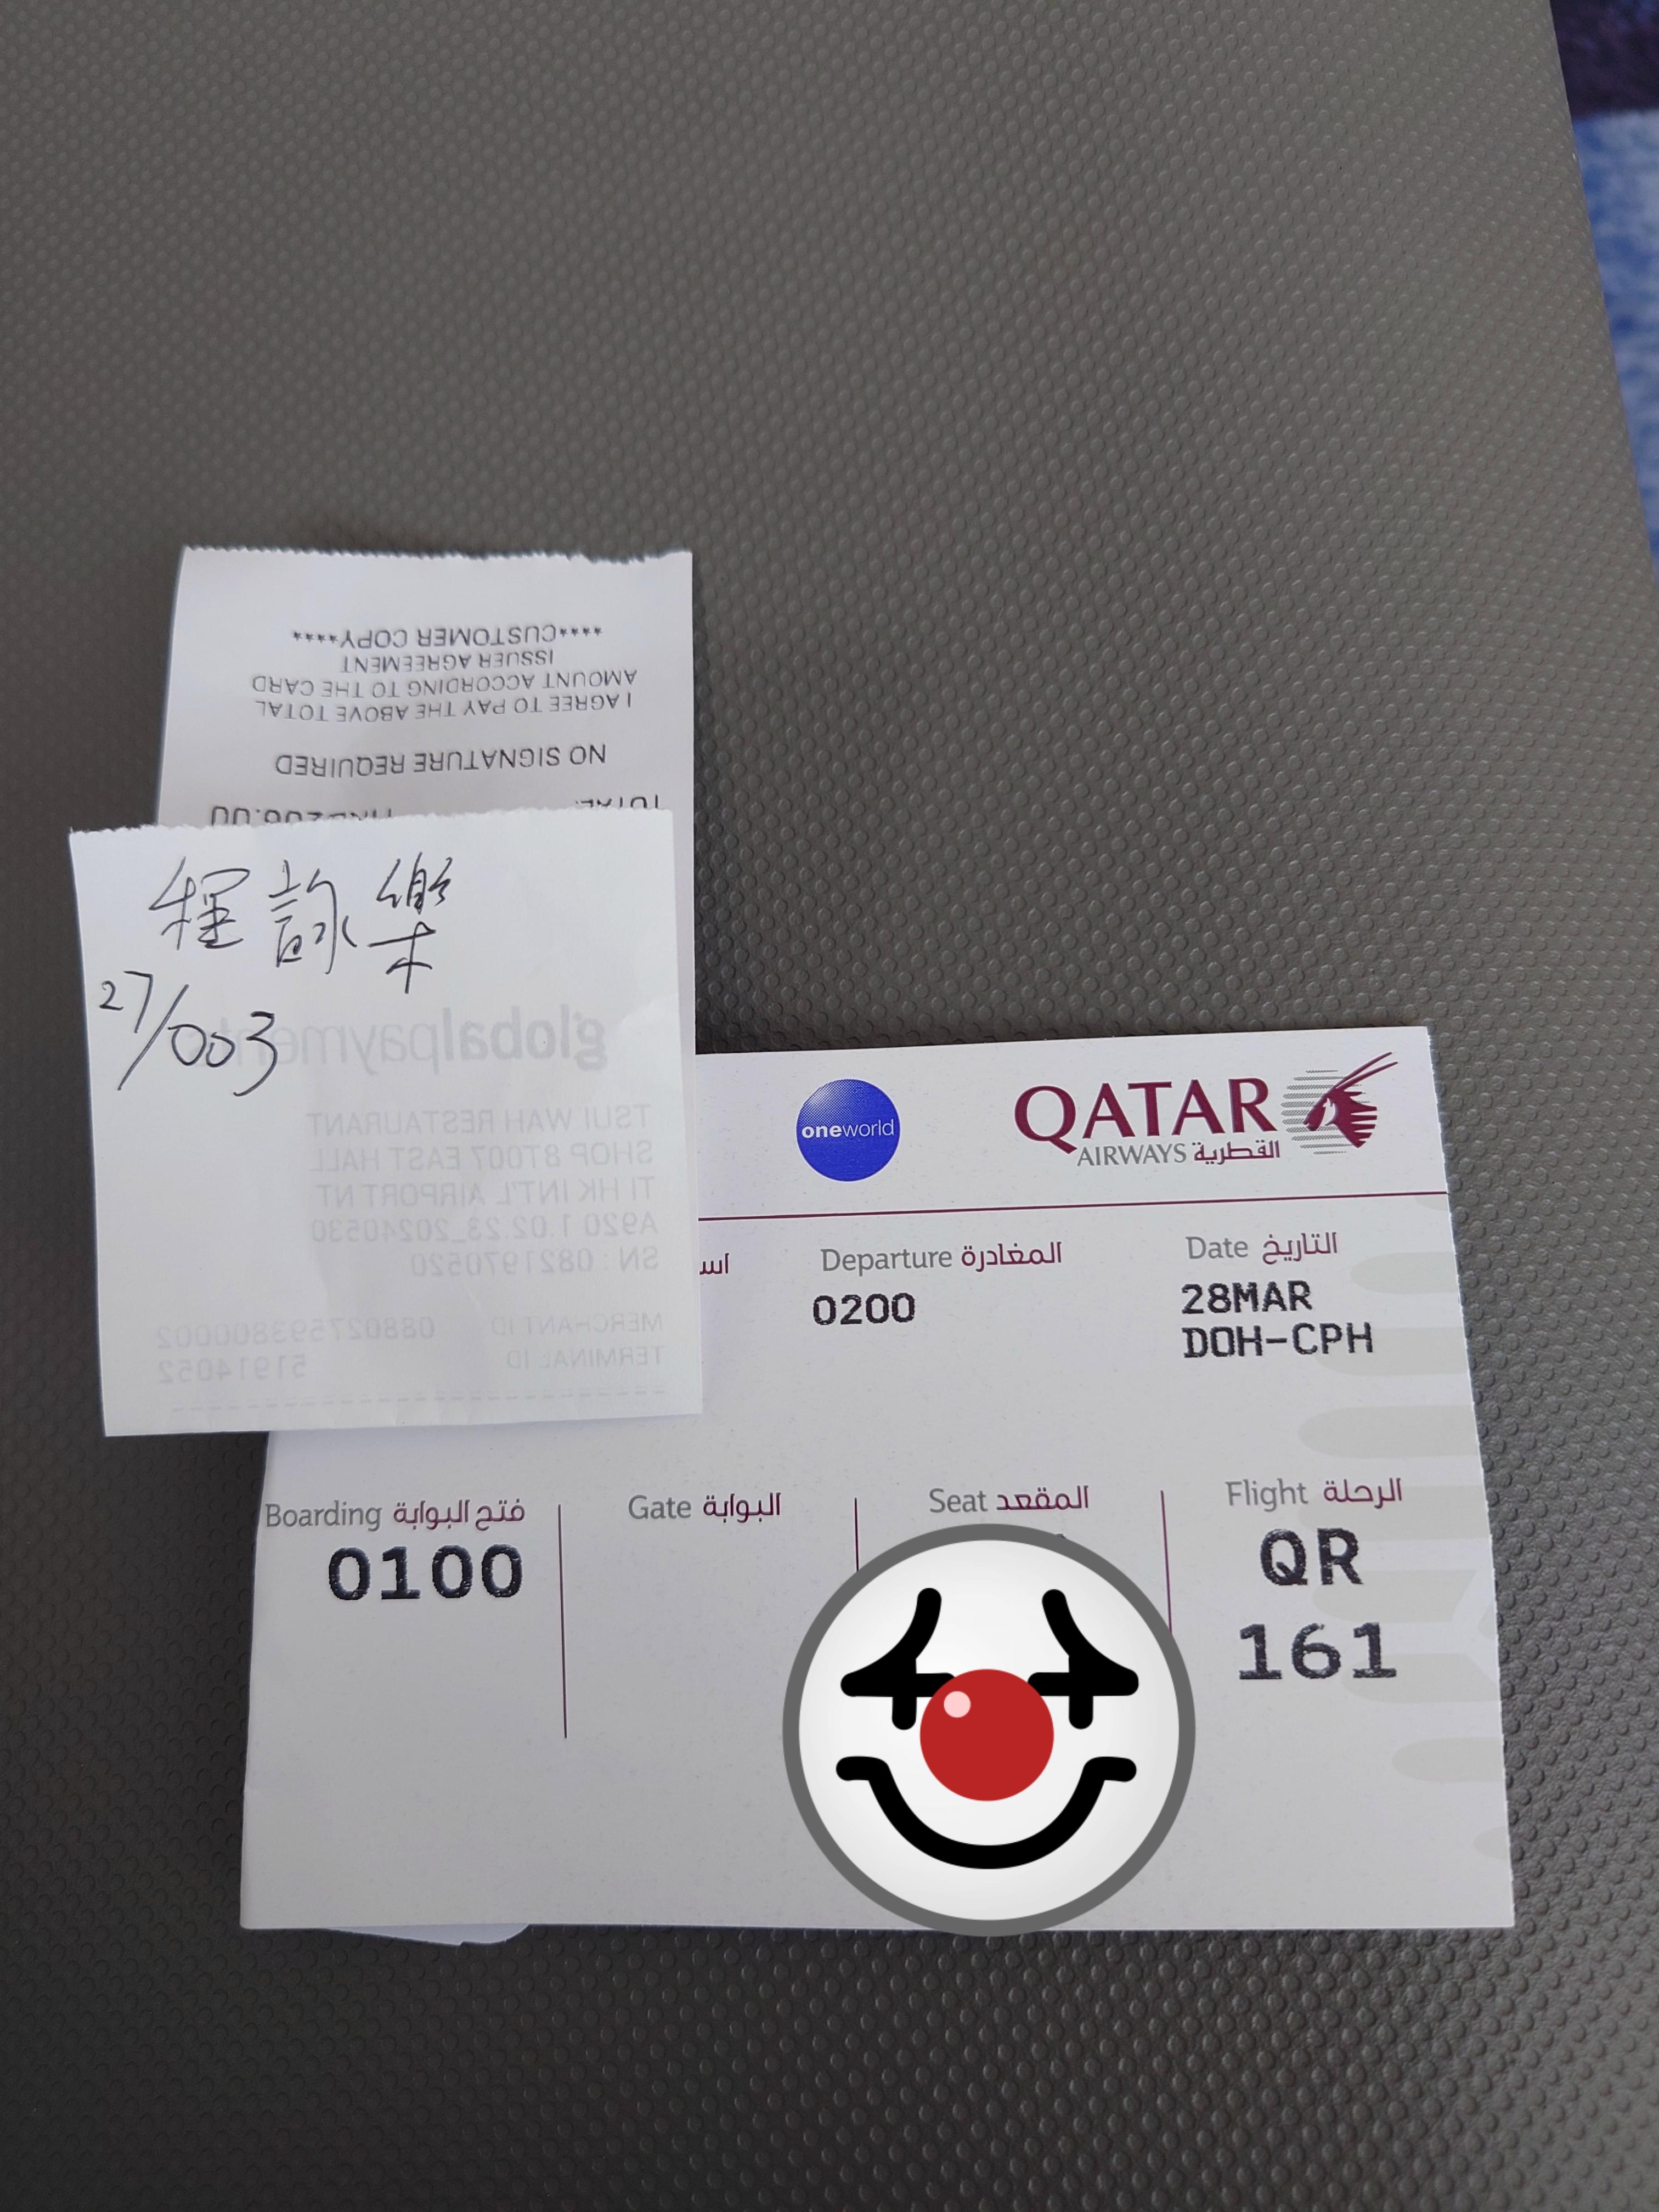 TOTAL:
NO SIGNATURE REQUIRED
I AGREE TO PAY THE ABOVE TOTAL
AMOUNT ACCORDING TO THE CARD
ISSUER AGREEMENT
****CUSTOMER COPY****
程詠樂
27/003
globalpayment
TSUI WAH RESTAURANT
SHOP 8T007 EAST HALL
T1 HK INT'L AIRPORT NT
A920 1.02.23_20240530
SN : 0821970520
MERCHANT ID 088027593800002
TERMINAL ID 51914052
oneworld
QATAR
AIRWAYS القطرية
Departure المغادرة
0200
Date التاريخ
28MAR
DOH-CPH
Boarding فتح البوابة
0100
Gate البوابة
Seat المقعد
Flight الرحلة
QR
161